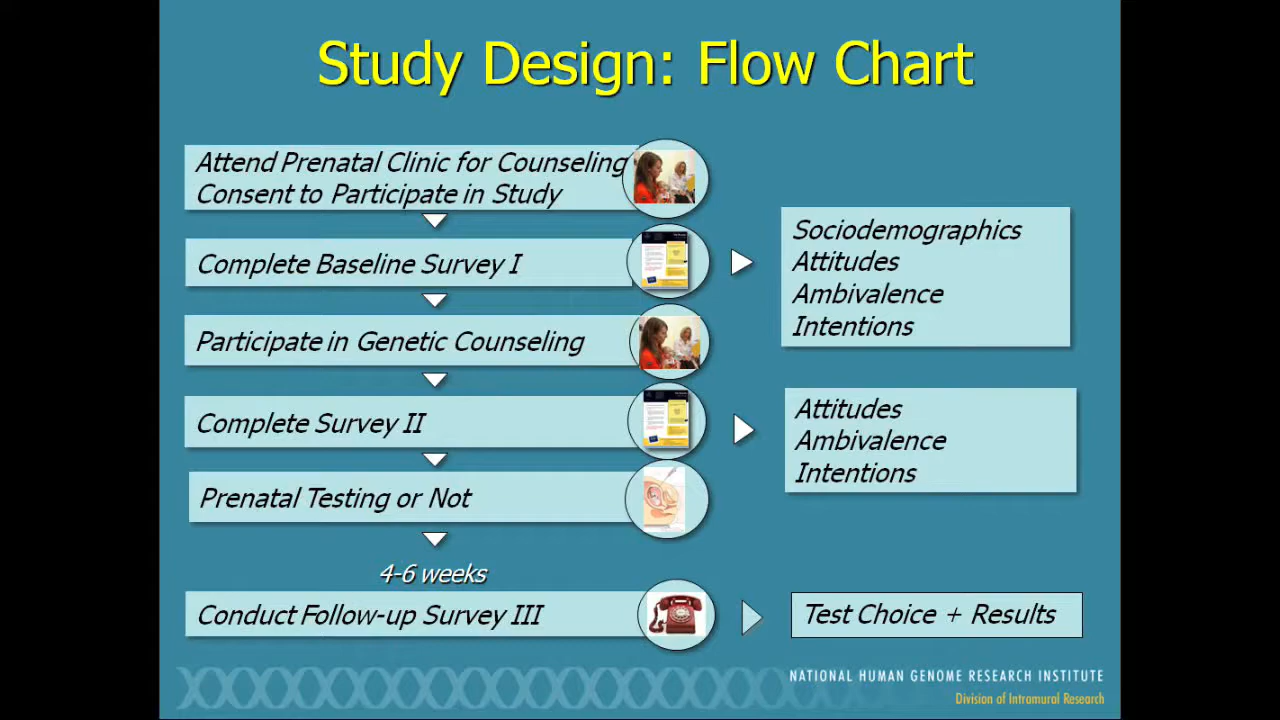 Study Design: Flow Chart
Attend Prenatal Clinic for Counseling
Consent to Participate in Study
Complete Baseline Survey I
Sociodemographics
Attitudes
Ambivalence
Intentions
Participate in Genetic Counseling
Complete Survey II
Attitudes
Ambivalence
Intentions
Prenatal Testing or Not
4-6 weeks
Conduct Follow-up Survey III
Test Choice + Results
NATIONAL HUMAN GENOME RESEARCH INSTITUTE
Division of Intramural Research